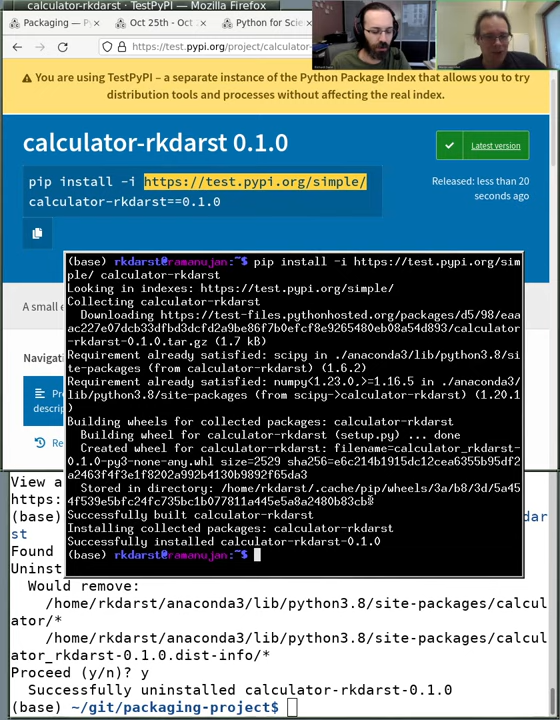 calculator-rkdarst · TestPyPI — Mozilla Firefox
Packaging — P
Oct 25th - Oct
Python for Scie
https://test.pypi.org/project/calculator-
You are using TestPyPI – a separate instance of the Python Package Index that allows you to try
distribution tools and processes without affecting the real index.
calculator-rkdarst 0.1.0
Latest version
pip install -i https://test.pypi.org/simple/
calculator-rkdarst==0.1.0
Released: less than 20
seconds ago
A small e
Navigati
Pro
descrip
Re
(base) rkdarst@ramanujan:~$ pip install -i https://test.pypi.org/sim
ple/ calculator-rkdarst
Looking in indexes: https://test.pypi.org/simple/
Collecting calculator-rkdarst
Downloading https://test-files.pythonhosted.org/packages/d5/98/eaa
ac227e07dcb33dfbd3dcfd2a9be86f7b0efcf8e9265480eb08a54d893/calculator
-rkdarst-0.1.0.tar.gz (1.7 kB)
Requirement already satisfied: scipy in ./anaconda3/lib/python3.8/si
te-packages (from calculator-rkdarst) (1.6.2)
Requirement already satisfied: numpy<1.23.0,>=1.16.5 in ./anaconda3/
lib/python3.8/site-packages (from scipy->calculator-rkdarst) (1.20.1
)
Building wheels for collected packages: calculator-rkdarst
Building wheel for calculator-rkdarst (setup.py) ... done
Created wheel for calculator-rkdarst: filename=calculator_rkdarst-
0.1.0-py3-none-any.whl size=2529 sha256=e6c214b1915dc12cea6355b95df2
a2463f4f3e1f8202a992b4130b9892f65da3
Stored in directory: /home/rkdarst/.cache/pip/wheels/3a/b8/3d/5a45
4f539e5bfc24fc735bc1b077811a445e5a8a2480b83cb8
Successfully built calculator-rkdarst
Installing collected packages: calculator-rkdarst
Successfully installed calculator-rkdarst-0.1.0
(base) rkdarst@ramanujan:~$
View a
https:
(base)
dar
st
Found
Uninst
Would remove:
/home/rkdarst/anaconda3/lib/python3.8/site-packages/calcul
ator/*
/home/rkdarst/anaconda3/lib/python3.8/site-packages/calcul
ator_rkdarst-0.1.0.dist-info/*
Proceed (y/n)? y
Successfully uninstalled calculator-rkdarst-0.1.0
(base) ~/git/packaging-project$